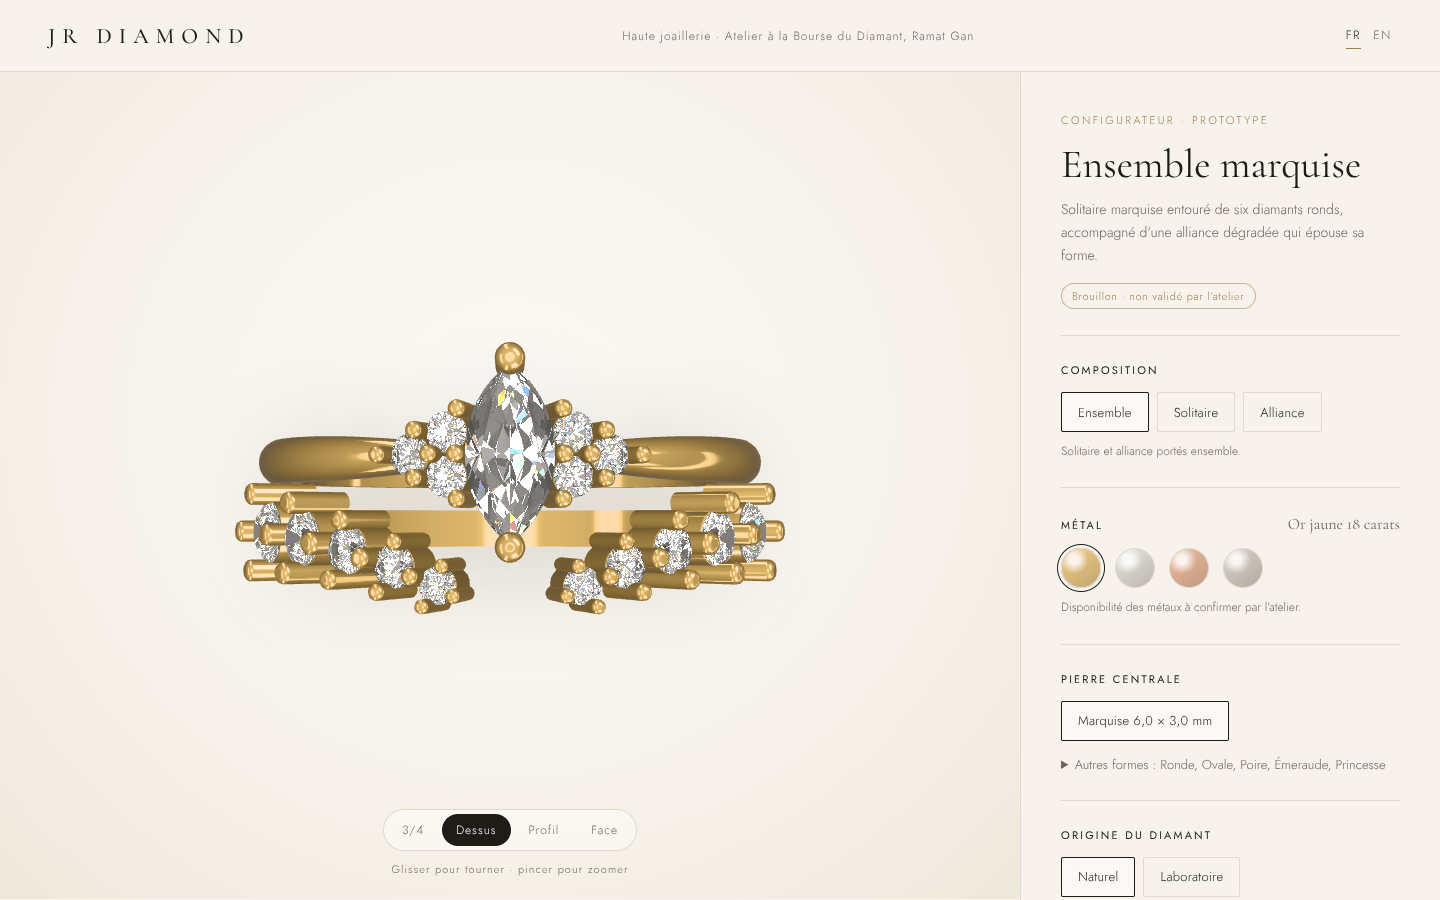 JR DIAMOND
Haute joaillerie · Atelier à la Bourse du Diamant, Ramat Gan
FR EN
CONFIGURATEUR · PROTOTYPE
Ensemble marquise
Solitaire marquise entouré de six diamants ronds,
accompagné d’une alliance dégradée qui épouse sa
forme.
Brouillon · non validé par l’atelier
COMPOSITION
Ensemble Solitaire Alliance
Solitaire et alliance portés ensemble.
MÉTAL Or jaune 18 carats
Disponibilité des métaux à confirmer par l’atelier.
PIERRE CENTRALE
Marquise 6,0 × 3,0 mm
Autres formes : Ronde, Ovale, Poire, Émeraude, Princesse
ORIGINE DU DIAMANT
Naturel Laboratoire
3/4 Dessus Profil Face
Glisser pour tourner · pincer pour zoomer